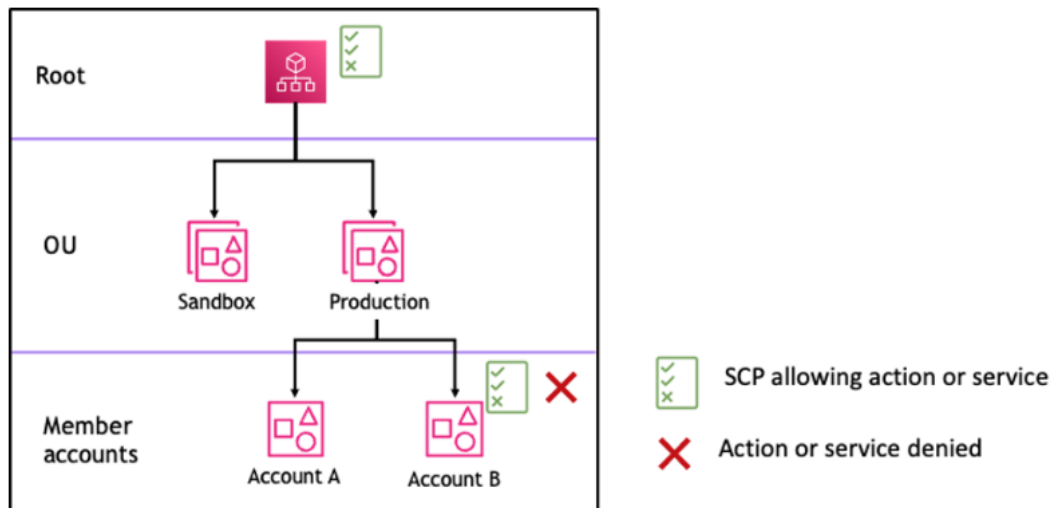 Root
OU
Sandbox
Production
Member
accounts
Account A
Account B
SCP allowing action or service
Action or service denied